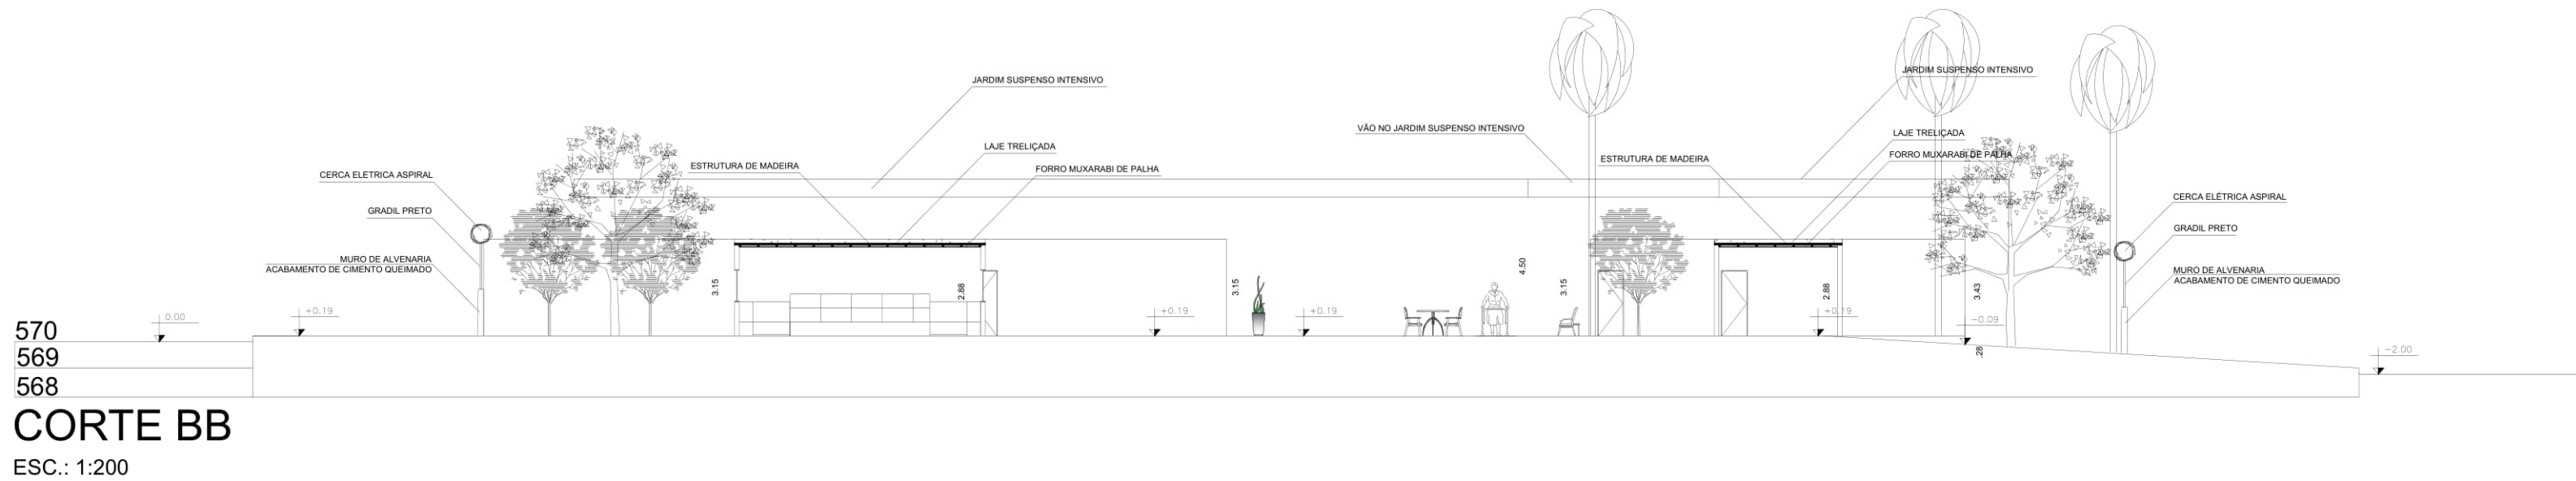 JARDIM SUSPENSO INTENSIVO
JARDIM SUSPENSO INTENSIVO
VÃO NO JARDIM SUSPENSO INTENSIVO
LAJE TRELIÇADA
LAJE TRELIÇADA
ESTRUTURA DE MADEIRA
FORRO MUXARABI DE PALHA
ESTRUTURA DE MADEIRA
FORRO MUXARABI DE PALHA
CERCA ELETRICA ASPIRAL
CERCA ELÉTRICA ASPIRAL
GRADIL PRETO
GRADIL PRETO
MURO DE ALVENARIA
ACABAMENTO DE CIMENTO QUEIMADO
MURO DE ALVENARIA
ACABAMENTO DE CIMENTO QUEIMADO
3.15
2.88
3.15
4.50
3.15
2.88
3.43
0.00
+0.19
+0.19
+0.19
+0.19
-0.09
.28
-2.00
570
569
568
CORTE BB
ESC.: 1:200